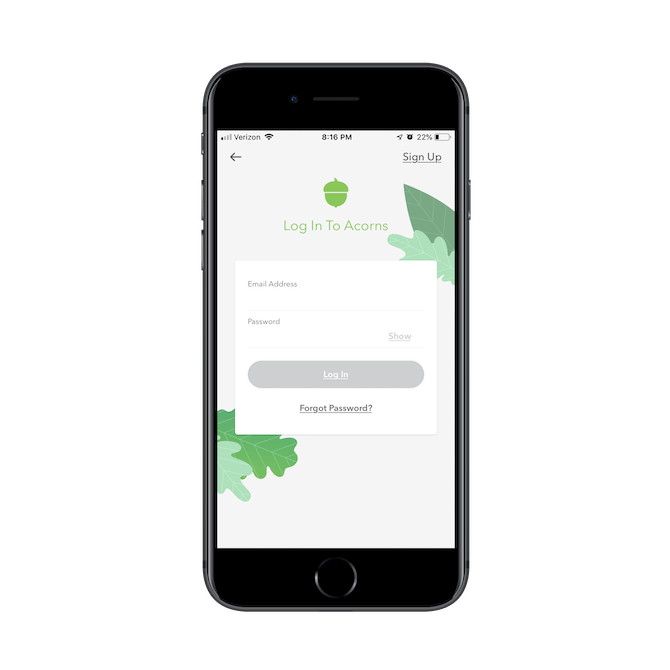 Verizon 8:16 PM 22%
Sign Up
Log In To Acorns
Email Address
Password
Show
Log In
Forgot Password?